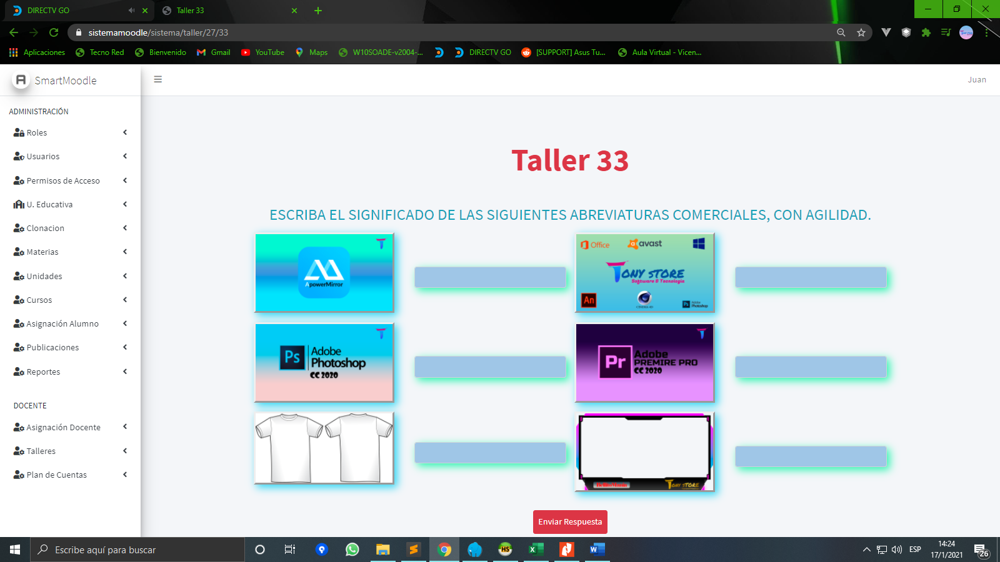 DIRECTV GO
Taller 33
sistemamoodle/sistema/taller/27/33
Aplicaciones
Tecno Red
Bienvenido
Gmail
YouTube
Maps
W10SOADE-v2004-...
DIRECTV GO
[SUPPORT] Asus Tu...
Aula Virtual - Vicen...
SmartMoodle
Juan
ADMINISTRACIÓN
Roles
Usuarios
Permisos de Acceso
U. Educativa
Clonacion
Materias
Unidades
Cursos
Asignación Alumno
Publicaciones
Reportes
DOCENTE
Asignación Docente
Talleres
Plan de Cuentas
Taller 33
ESCRIBA EL SIGNIFICADO DE LAS SIGUIENTES ABREVIATURAS COMERCIALES, CON AGILIDAD.
ApowerMirror
Office
avast
TONY STORE
Software & Tecnologia
An
CINEMA 4D
Ps Adobe Photoshop
Ps
Adobe
Photoshop
CC 2020
Pr
Adobe
PREMIRE PRO
CC 2020
TONY STORE
Enviar Respuesta
Escribe aquí para buscar
HS
ESP
14:24
17/1/2021
26